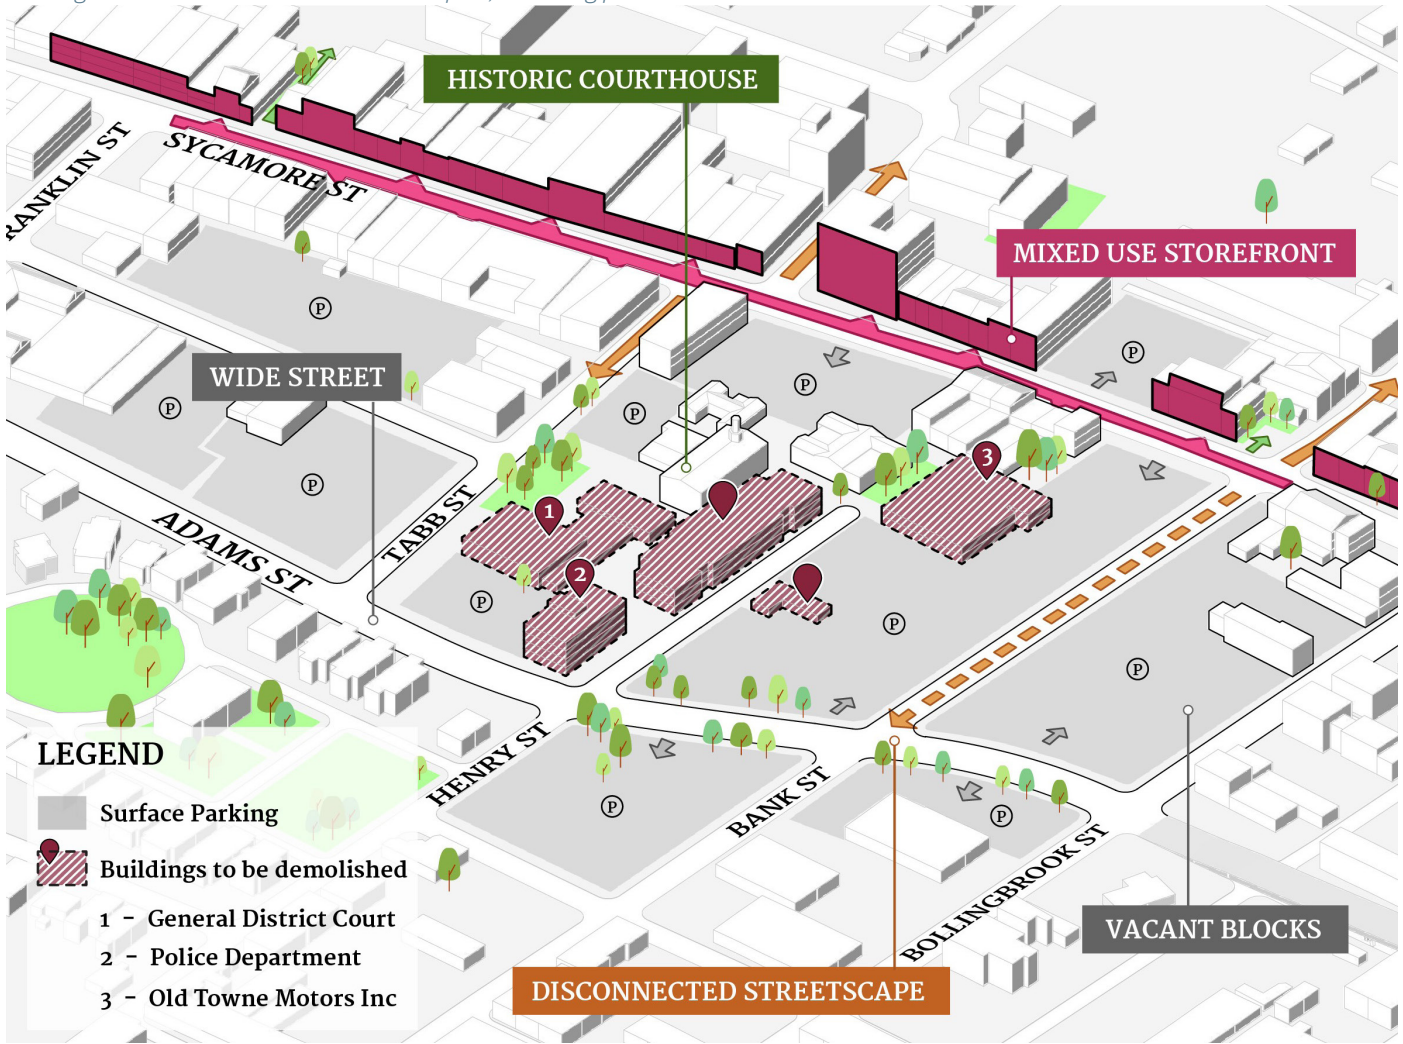 HISTORIC COURTHOUSE
SYCAMORE ST
RANKLIN ST
MIXED USE STOREFRONT
P
P
WIDE STREET
P
P
P
P
3
1
TABB ST
ADAMS ST
2
P
P
P
LEGEND
Surface Parking
Buildings to be demolished
1 - General District Court
2 - Police Department
3 - Old Towne Motors Inc
HENRY ST
P
BANK ST
P
BOLLINGBROOK ST
VACANT BLOCKS
DISCONNECTED STREETSCAPE